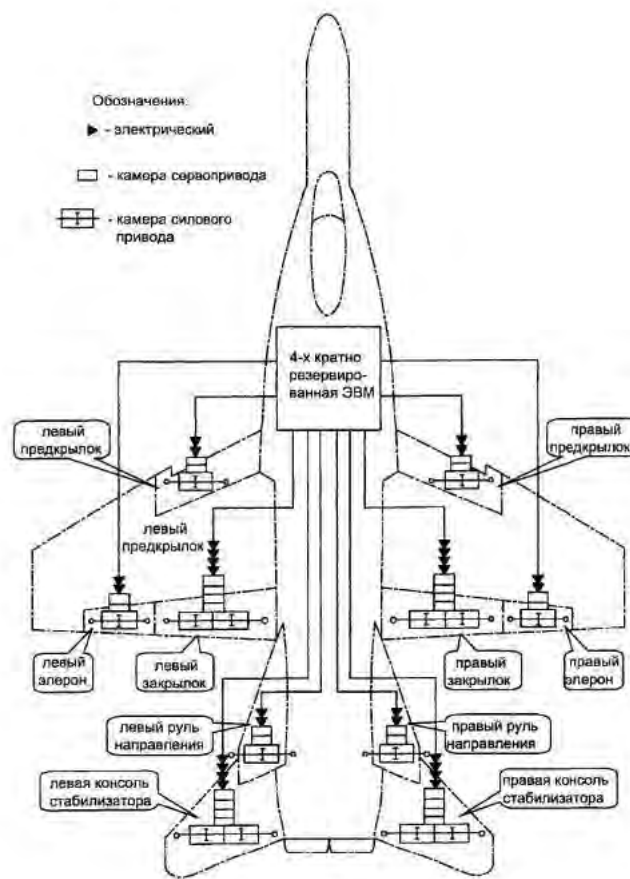 Обозначения:
- электрический
- камера сервопривода
- камера силового
привода
4-х кратно
резервиро-
ванная ЭВМ
левый
предкрылок
правый
предкрылок
левый
предкрылок
левый
элерон
левый
закрылок
правый
закрылок
правый
элерон
левый руль
направления
правый руль
направления
левая консоль
стабилизатора
правая консоль
стабилизатора